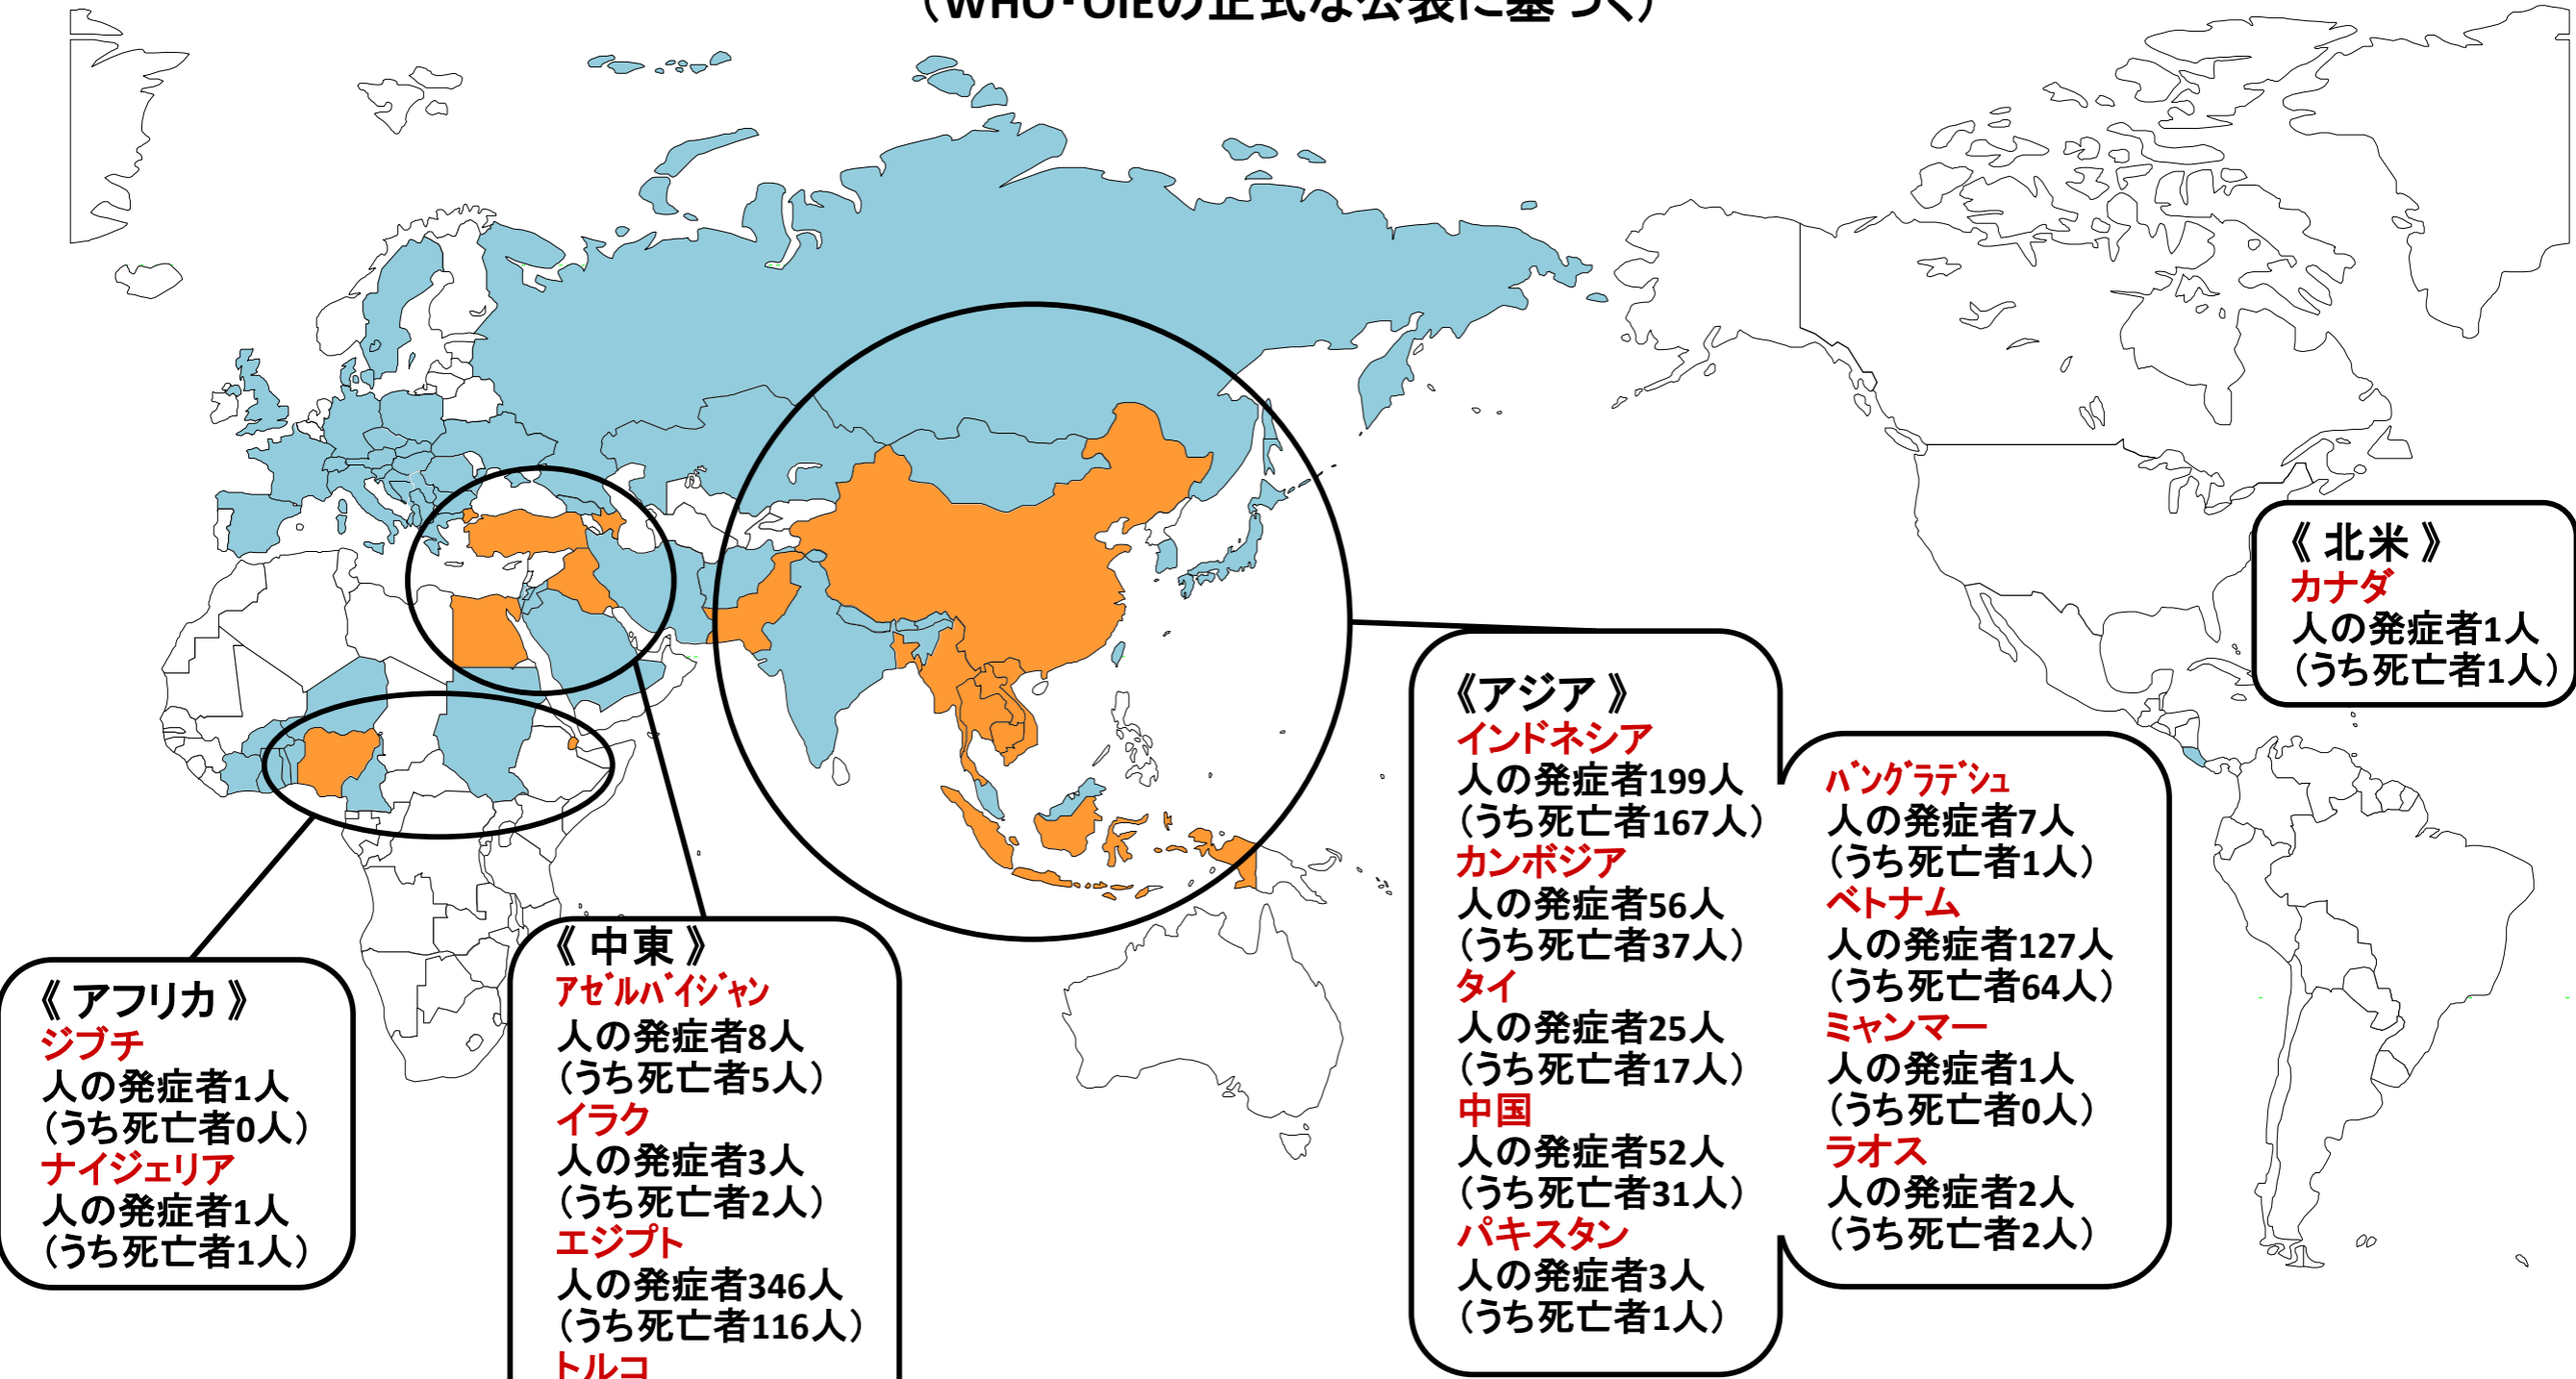 （WHO・OIEの正式な公表に基づく）
《 北米 》
カナダ
人の発症者1人
（うち死亡者1人）
《アジア 》
インドネシア
人の発症者199人
（うち死亡者167人）
カンボジア
人の発症者56人
（うち死亡者37人）
タイ
人の発症者25人
（うち死亡者17人）
中国
人の発症者52人
（うち死亡者31人）
パキスタン
人の発症者3人
（うち死亡者1人）
ﾊﾞﾝｸﾞﾗﾃﾞｼｭ
人の発症者7人
（うち死亡者1人）
ベトナム
人の発症者127人
（うち死亡者64人）
ミャンマー
人の発症者1人
（うち死亡者0人）
ラオス
人の発症者2人
（うち死亡者2人）
《 中東 》
ｱｾﾞﾙﾊﾞｲｼﾞｬﾝ
人の発症者8人
（うち死亡者5人）
イラク
人の発症者3人
（うち死亡者2人）
エジプト
人の発症者346人
（うち死亡者116人）
トルコ
《 アフリカ 》
ジブチ
人の発症者1人
（うち死亡者0人）
ナイジェリア
人の発症者1人
（うち死亡者1人）